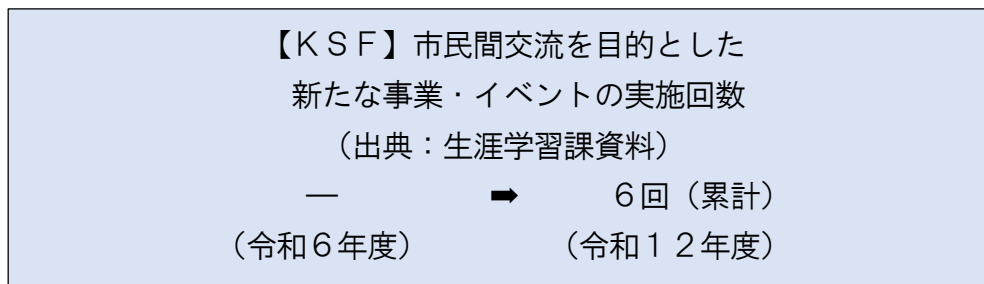 【ＫＳＦ】市民間交流を目的とした
新たな事業・イベントの実施回数
（出典：生涯学習課資料）
― ➡ ６回（累計）
（令和６年度） （令和１２年度）